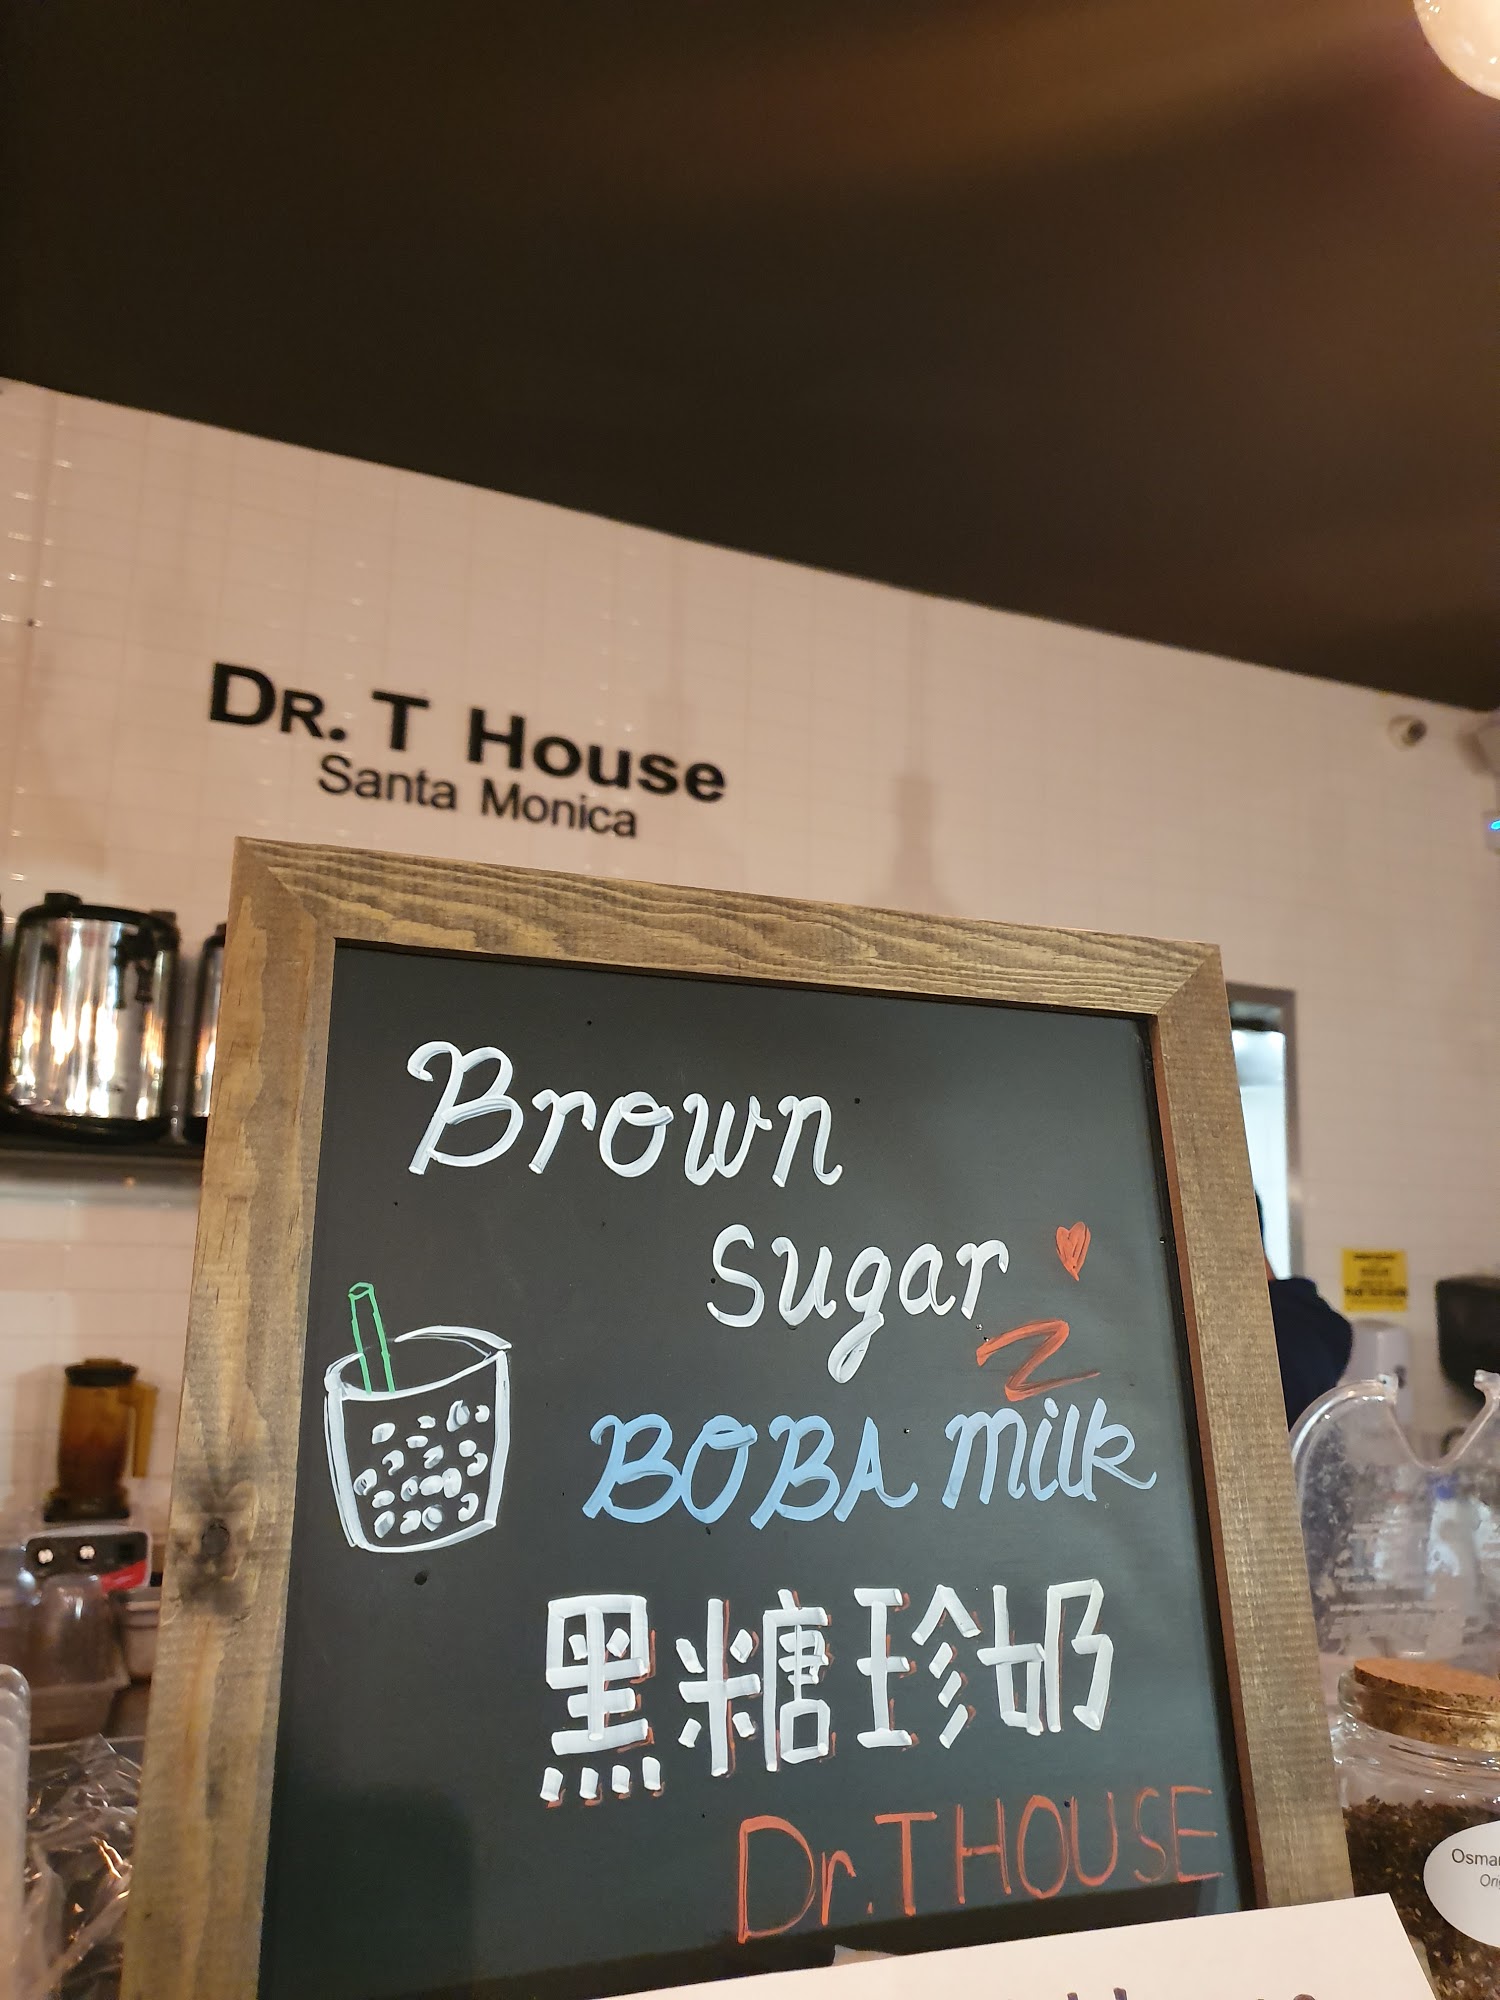 DR. T House
Santa Monica
Brown
sugar
BOBA milk
黑糖珍奶
Dr. T HOUSE